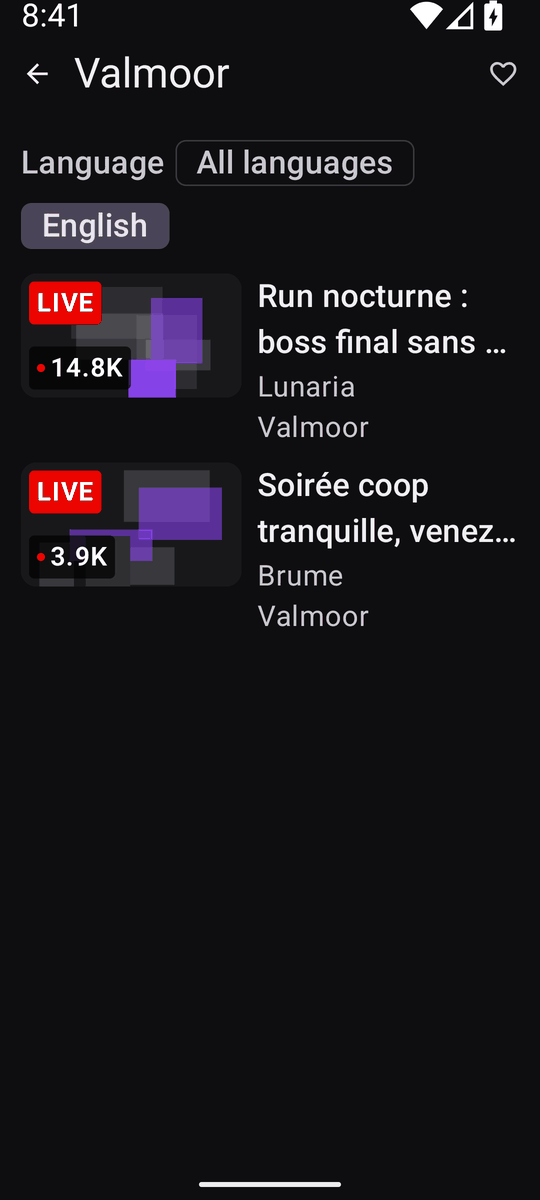 8:41
Valmoor
Language All languages
English
LIVE
14.8K
Run nocturne :
boss final sans ...
Lunaria
Valmoor
LIVE
3.9K
Soirée coop
tranquille, venez...
Brume
Valmoor